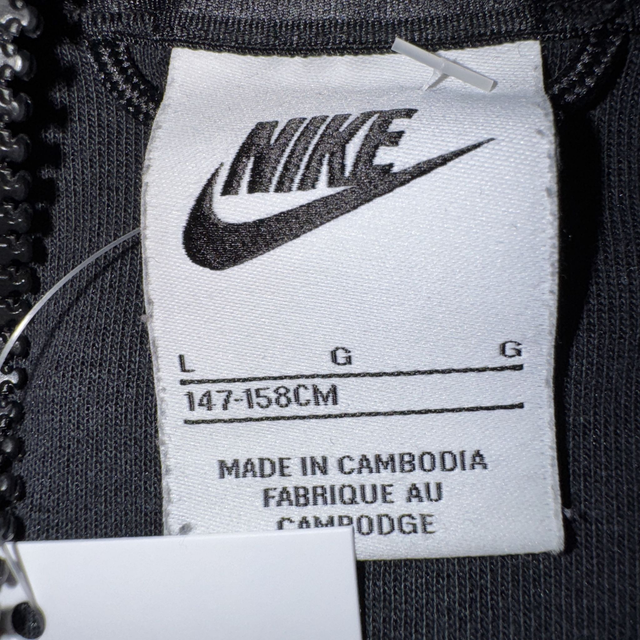 NIKE
L G G
147-158CM
MADE IN CAMBODIA
FABRIQUE AU
CAMBODGE